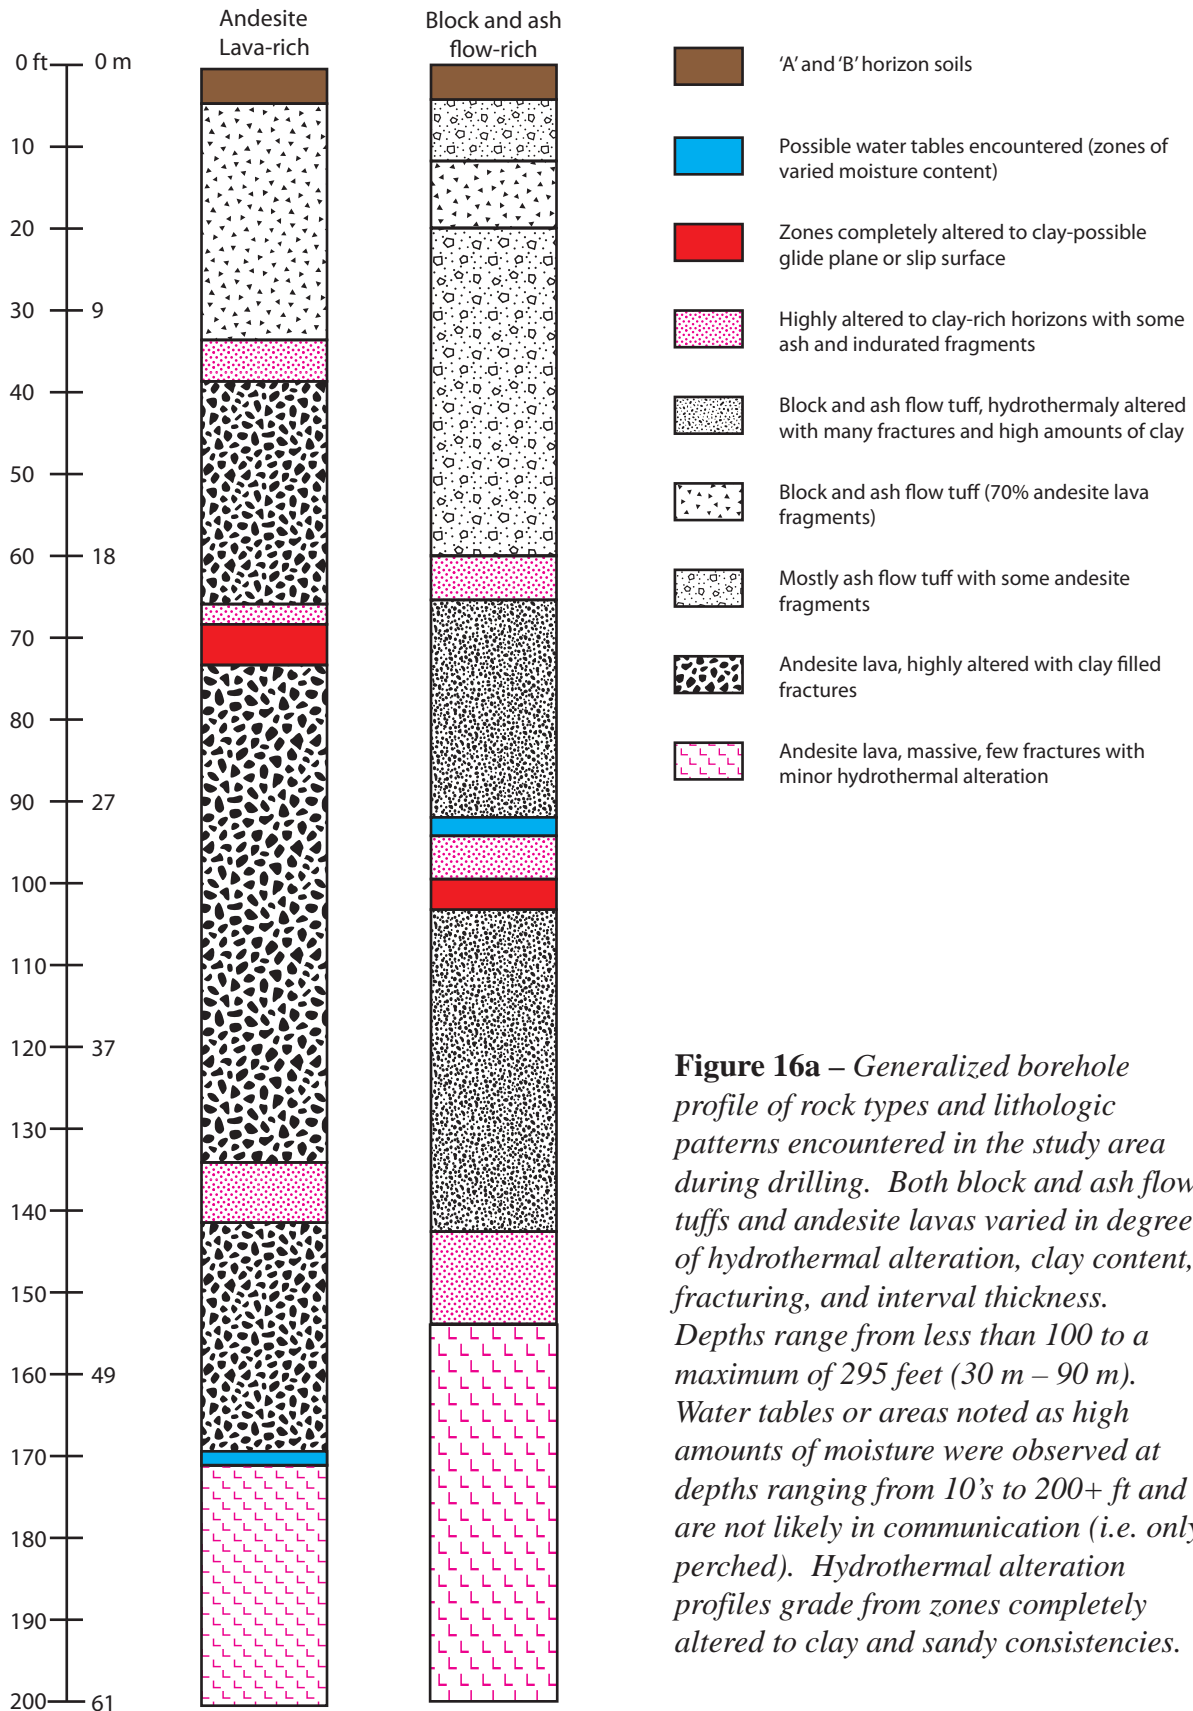 Andesite
Lava-rich
Block and ash
flow-rich
0 ft 0 m
10
20
30 9
40
50
60 18
70
80
90 27
100
110
120 37
130
140
150
160 49
170
180
190
200 61
'A' and 'B' horizon soils
Possible water tables encountered (zones of
varied moisture content)
Zones completely altered to clay-possible
glide plane or slip surface
Highly altered to clay-rich horizons with some
ash and indurated fragments
Block and ash flow tuff, hydrothermaly altered
with many fractures and high amounts of clay
Block and ash flow tuff (70% andesite lava
fragments)
Mostly ash flow tuff with some andesite
fragments
Andesite lava, highly altered with clay filled
fractures
Andesite lava, massive, few fractures with
minor hydrothermal alteration
Figure 16a – Generalized borehole
profile of rock types and lithologic
patterns encountered in the study area
during drilling. Both block and ash flow
tuffs and andesite lavas varied in degree
of hydrothermal alteration, clay content,
fracturing, and interval thickness.
Depths range from less than 100 to a
maximum of 295 feet (30 m – 90 m).
Water tables or areas noted as high
amounts of moisture were observed at
depths ranging from 10's to 200+ ft and
are not likely in communication (i.e. only
perched). Hydrothermal alteration
profiles grade from zones completely
altered to clay and sandy consistencies.